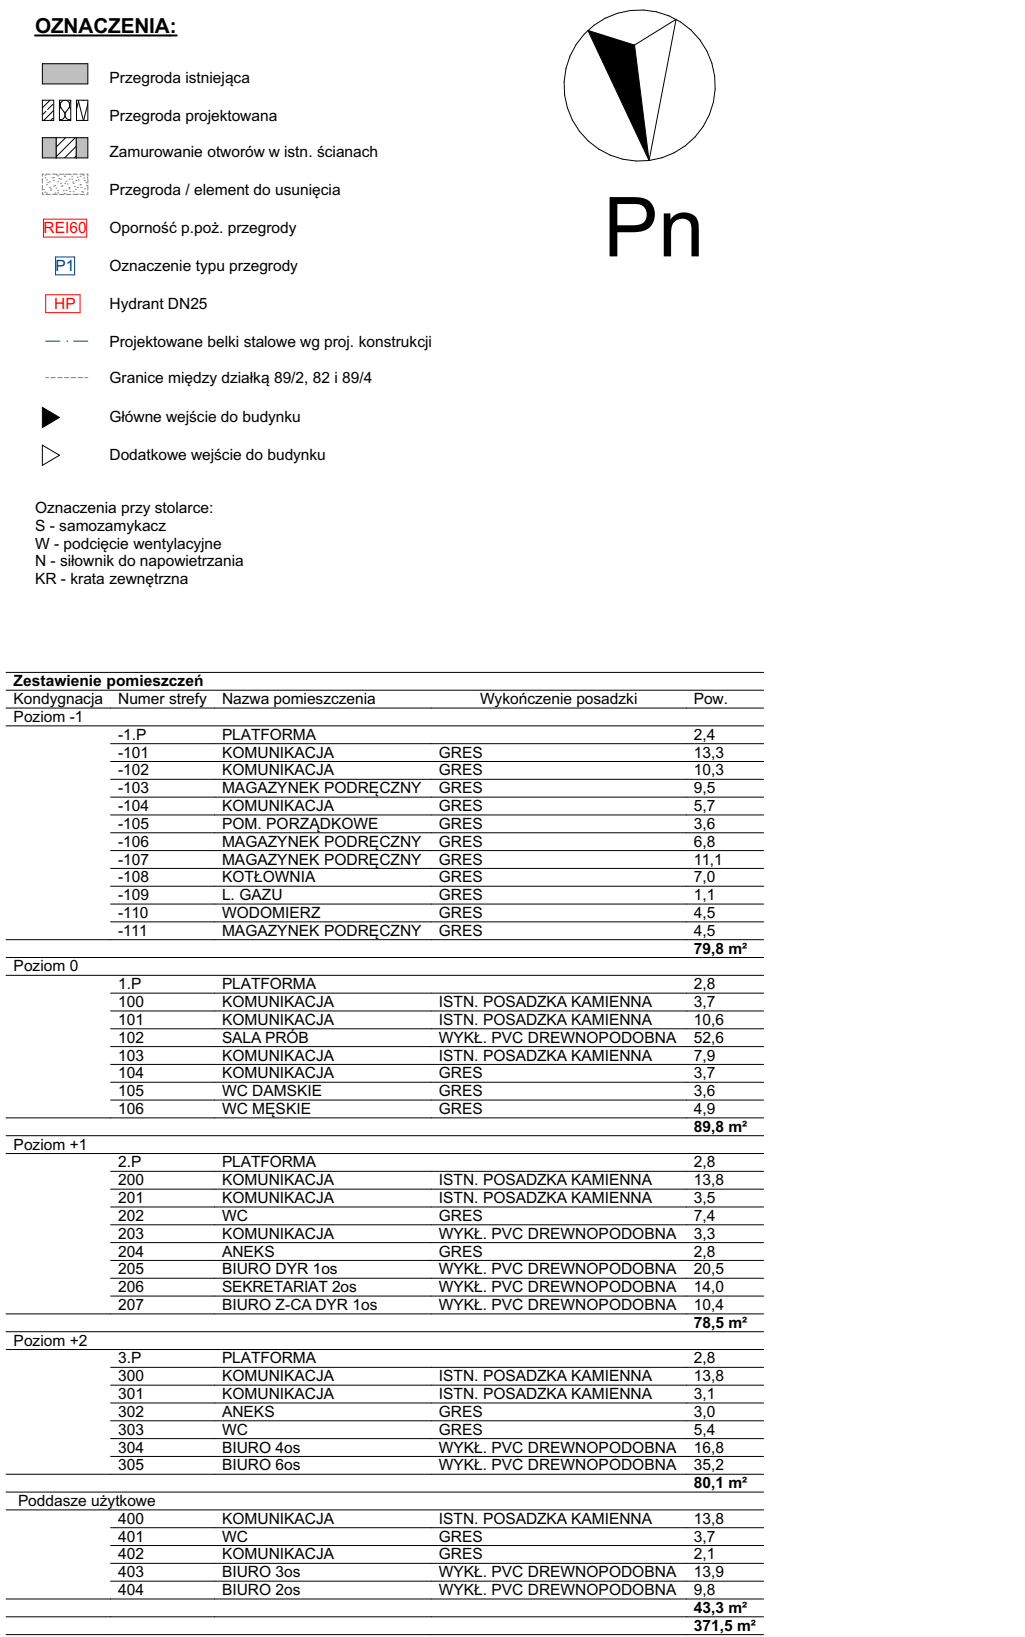 OZNACZENIA:
Przegroda istniejąca
Przegroda projektowana
Zamurowanie otworów w istn. ścianach
Przegroda / element do usunięcia
REI60 Oporność p.poż. przegrody
P1 Oznaczenie typu przegrody
HP Hydrant DN25
Projektowane belki stalowe wg proj. konstrukcji
Granice między działką 89/2, 82 i 89/4
Główne wejście do budynku
Dodatkowe wejście do budynku
Pn
Oznaczenia przy stolarce:
S - samozamykacz
W - podcięcie wentylacyjne
N - siłownik do napowietrzania
KR - krata zewnętrzna
Zestawienie pomieszczeń
Kondygnacja Numer strefy Nazwa pomieszczenia Wykończenie posadzki Pow.
Poziom -1
-1.P PLATFORMA 2,4
-101 KOMUNIKACJA GRES 13,3
-102 KOMUNIKACJA GRES 10,3
-103 MAGAZYNEK PODRĘCZNY GRES 9,5
-104 KOMUNIKACJA GRES 5,7
-105 POM. PORZĄDKOWE GRES 3,6
-106 MAGAZYNEK PODRĘCZNY GRES 6,8
-107 MAGAZYNEK PODRĘCZNY GRES 11,1
-108 KOTŁOWNIA GRES 7,0
-109 L. GAZU GRES 1,1
-110 WODOMIERZ GRES 4,5
-111 MAGAZYNEK PODRĘCZNY GRES 4,5
79,8 m²
Poziom 0
1.P PLATFORMA 2,8
100 KOMUNIKACJA ISTN. POSADZKA KAMIENNA 3,7
101 KOMUNIKACJA ISTN. POSADZKA KAMIENNA 10,6
102 SALA PRÓB WYKŁ. PVC DREWNOPODOBNA 52,6
103 KOMUNIKACJA ISTN. POSADZKA KAMIENNA 7,9
104 KOMUNIKACJA GRES 3,7
105 WC DAMSKIE GRES 3,6
106 WC MĘSKIE GRES 4,9
89,8 m²
Poziom +1
2.P PLATFORMA 2,8
200 KOMUNIKACJA ISTN. POSADZKA KAMIENNA 13,8
201 KOMUNIKACJA ISTN. POSADZKA KAMIENNA 3,5
202 WC GRES 7,4
203 KOMUNIKACJA WYKŁ. PVC DREWNOPODOBNA 3,3
204 ANEKS GRES 2,8
205 BIURO DYR 1os WYKŁ. PVC DREWNOPODOBNA 20,5
206 SEKRETARIAT 2os WYKŁ. PVC DREWNOPODOBNA 14,0
207 BIURO Z-CA DYR 1os WYKŁ. PVC DREWNOPODOBNA 10,4
78,5 m²
Poziom +2
3.P PLATFORMA 2,8
300 KOMUNIKACJA ISTN. POSADZKA KAMIENNA 13,8
301 KOMUNIKACJA ISTN. POSADZKA KAMIENNA 3,1
302 ANEKS GRES 3,0
303 WC GRES 5,4
304 BIURO 4os WYKŁ. PVC DREWNOPODOBNA 16,8
305 BIURO 6os WYKŁ. PVC DREWNOPODOBNA 35,2
80,1 m²
Poddasze użytkowe
400 KOMUNIKACJA ISTN. POSADZKA KAMIENNA 13,8
401 WC GRES 3,7
402 KOMUNIKACJA GRES 2,1
403 BIURO 3os WYKŁ. PVC DREWNOPODOBNA 13,9
404 BIURO 2os WYKŁ. PVC DREWNOPODOBNA 9,8
43,3 m²
371,5 m²